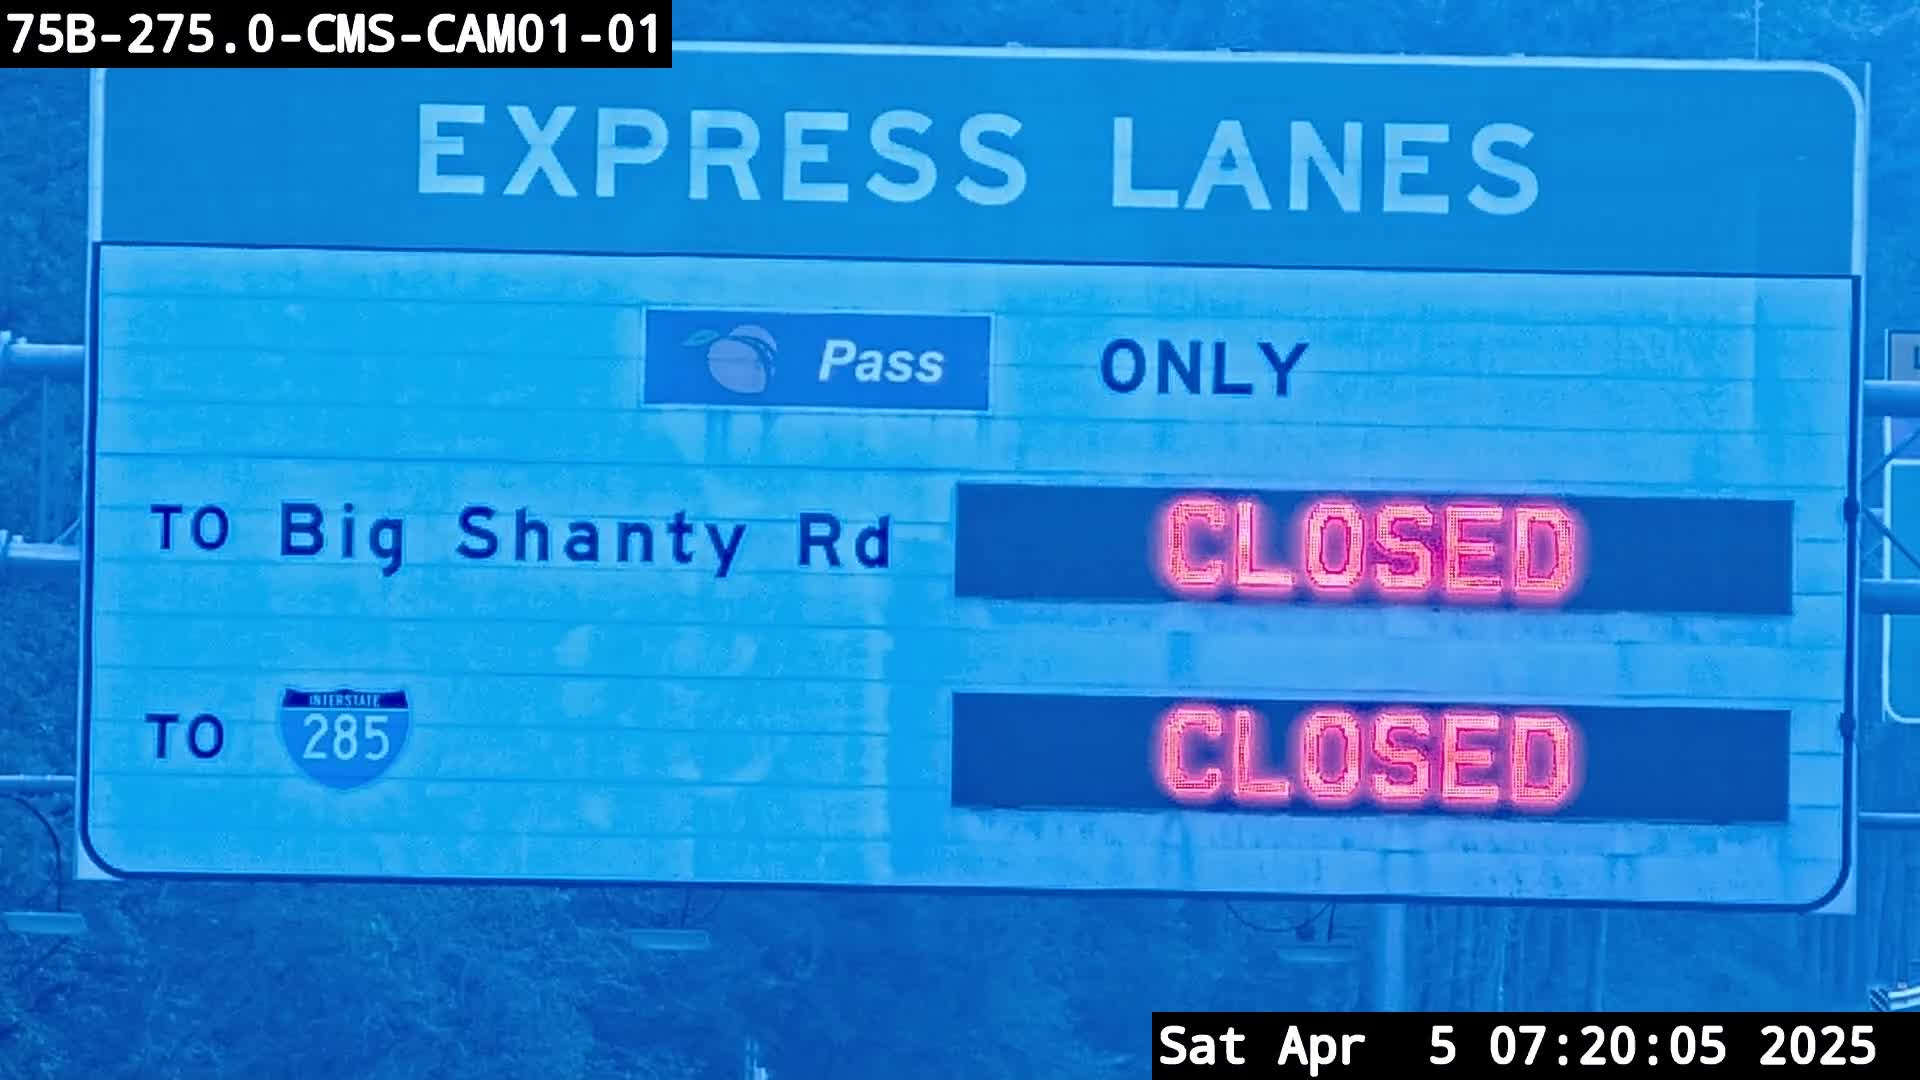 75B-275.0-CMS-CAM01-01
EXPRESS LANES
Pass ONLY
TO Big Shanty Rd CLOSED
TO INTERSTATE 285 CLOSED
Sat Apr 5 07:20:05 2025